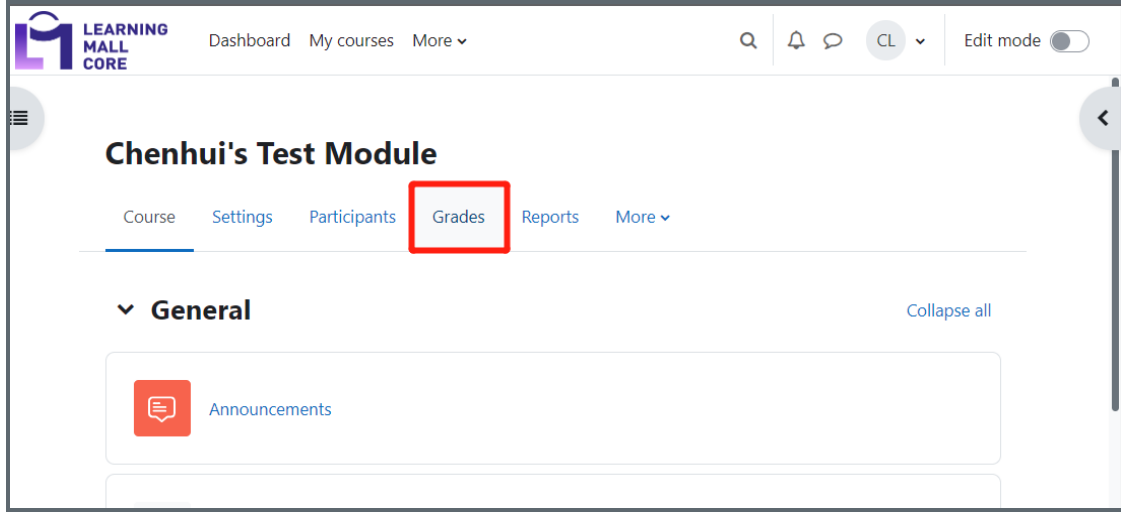 LEARNING
MALL
CORE
Dashboard My courses More CL Edit mode
Chenhui's Test Module
Course Settings Participants Grades Reports More
General Collapse all
Announcements